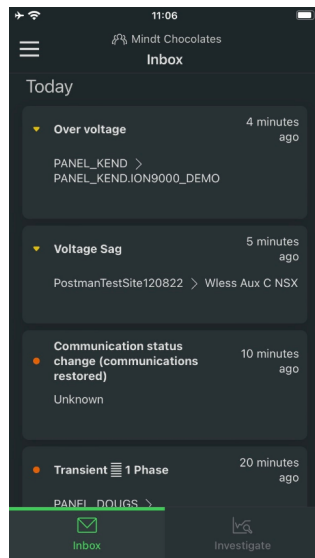 11:06
Mindt Chocolates
Inbox
Today
Over voltage
4 minutes
ago
PANEL_KEND >
PANEL_KEND.ION9000_DEMO
Voltage Sag
5 minutes
ago
PostmanTestSite120822 > Wless Aux C NSX
Communication status
change (communications
restored)
10 minutes
ago
Unknown
Transient 1 Phase
20 minutes
ago
PANEL_DOUGS >
Inbox
Investigate